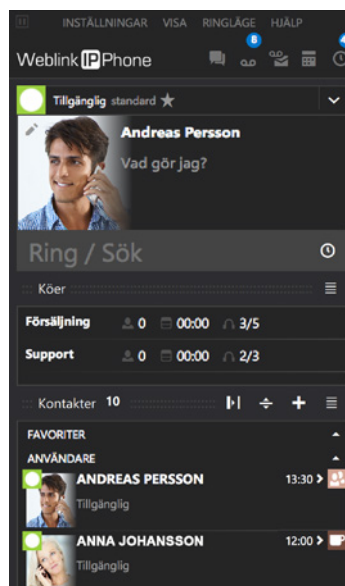 INSTÄLLNINGAR VISA RINGLÄGE HJÄLP
8
Weblink IP Phone
Tillgänglig standard
Andreas Persson
Vad gör jag?
Ring / Sök
Köer
Försäljning 0 00:00 3/5
Support 0 00:00 2/3
Kontakter 10
FAVORITER
ANVÄNDARE
ANDREAS PERSSON 13:30
Tillgänglig
ANNA JOHANSSON 12:00
Tillgänglig